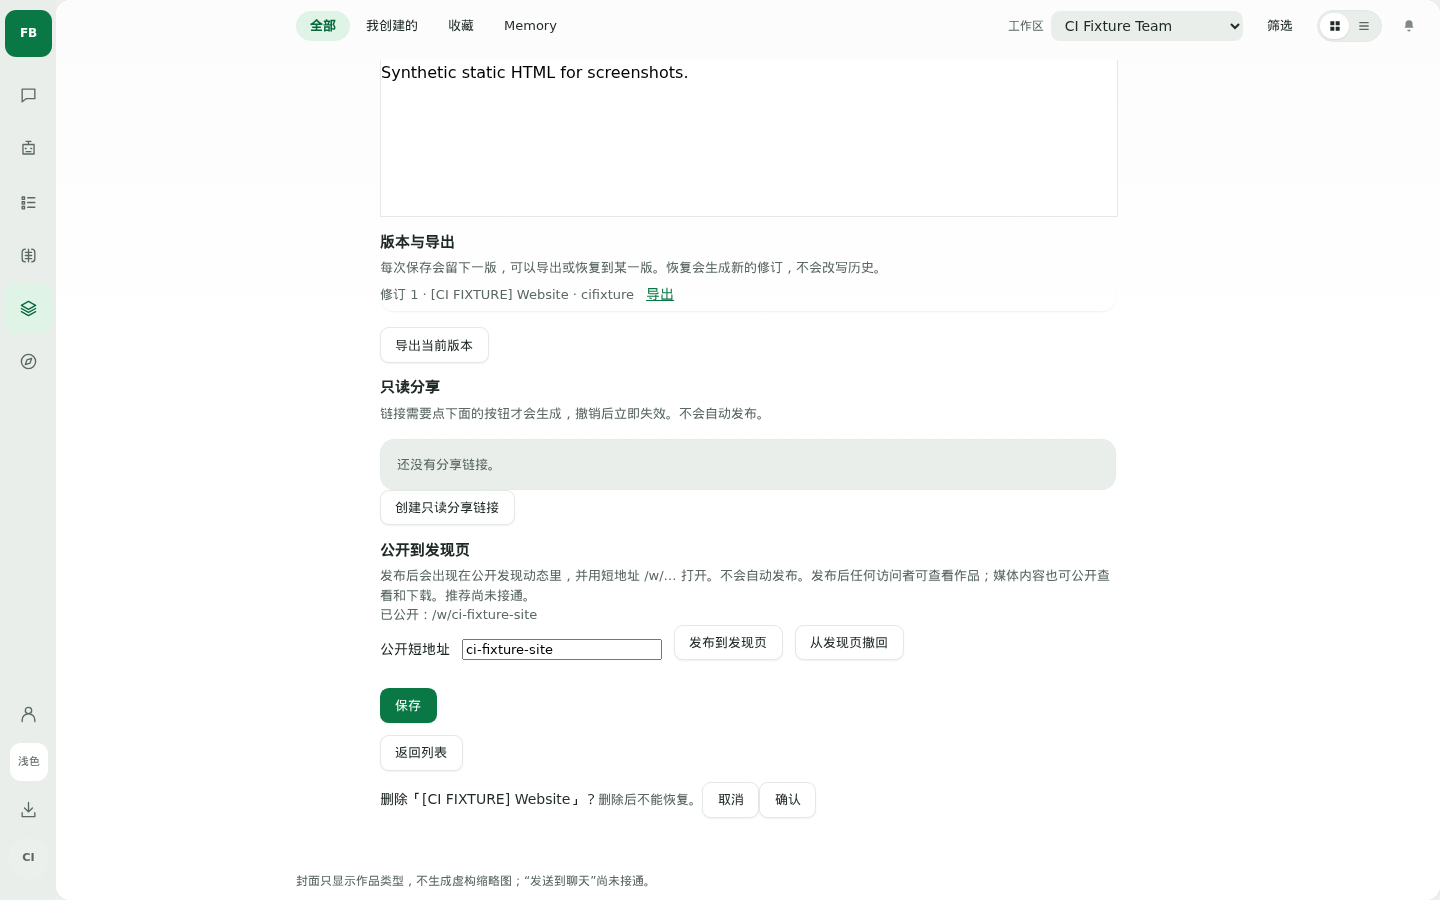 FB
全部 我创建的 收藏 Memory 工作区 CI Fixture Team 筛选
Synthetic static HTML for screenshots.
版本与导出
每次保存会留下一版，可以导出或恢复到某一版。恢复会生成新的修订，不会改写历史。
修订 1 · [CI FIXTURE] Website · cifixture 导出
导出当前版本
只读分享
链接需要点下面的按钮才会生成，撤销后立即失效。不会自动发布。
还没有分享链接。
创建只读分享链接
公开到发现页
发布后会出现在公开发现动态里，并用短地址 /w/… 打开。不会自动发布。发布后任何访问者可查看作品；媒体内容也可公开查
看和下载。推荐尚未接通。
已公开：/w/ci-fixture-site
公开短地址 ci-fixture-site 发布到发现页 从发现页撤回
保存
返回列表
删除「[CI FIXTURE] Website」？删除后不能恢复。 取消 确认
浅色
CI
封面只显示作品类型，不生成虚构缩略图；“发送到聊天”尚未接通。